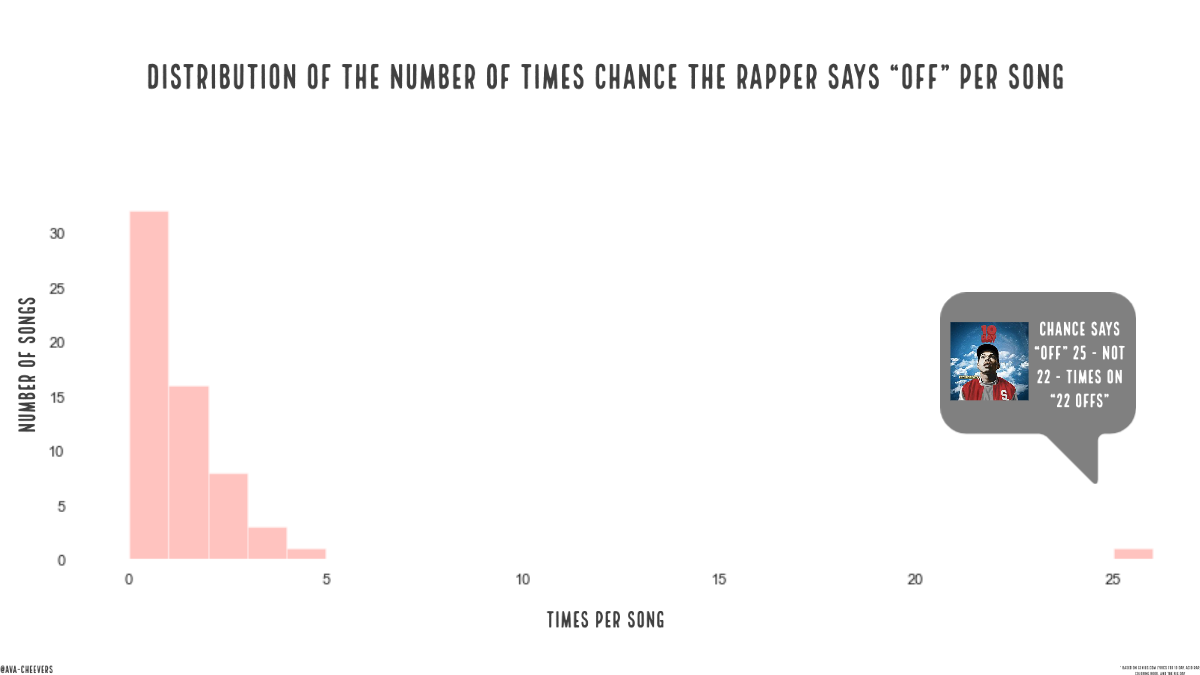 DISTRIBUTION OF THE NUMBER OF TIMES CHANCE THE RAPPER SAYS “OFF” PER SONG
NUMBER OF SONGS
30
25
20
15
10
5
0
10
DAY
CHANCE SAYS
“OFF” 25 - NOT
22 - TIMES ON
“22 OFFS”
0
5
10
15
20
25
TIMES PER SONG
@AVA-CHEEVERS